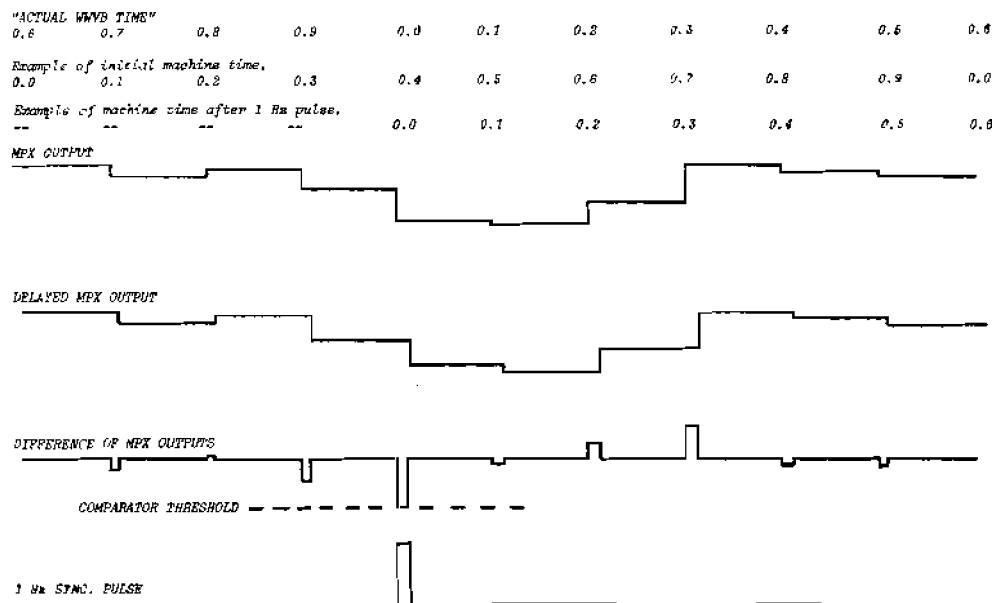 "ACTUAL WWVB TIME"
0.6 0.7 0.8 0.9 0.0 0.1 0.2 0.3 0.4 0.5 0.6
Example of initial machine time,
0.0 0.1 0.2 0.3 0.4 0.5 0.6 0.7 0.8 0.9 0.0
Example of machine time after 1 Hz pulse,
-- -- -- -- 0.0 0.1 0.2 0.3 0.4 0.5 0.6
MPX OUTPUT
DELAYED MPX OUTPUT
DIFFERENCE OF MPX OUTPUTS
COMPARATOR THRESHOLD
1 Hz SYNC. PULSE